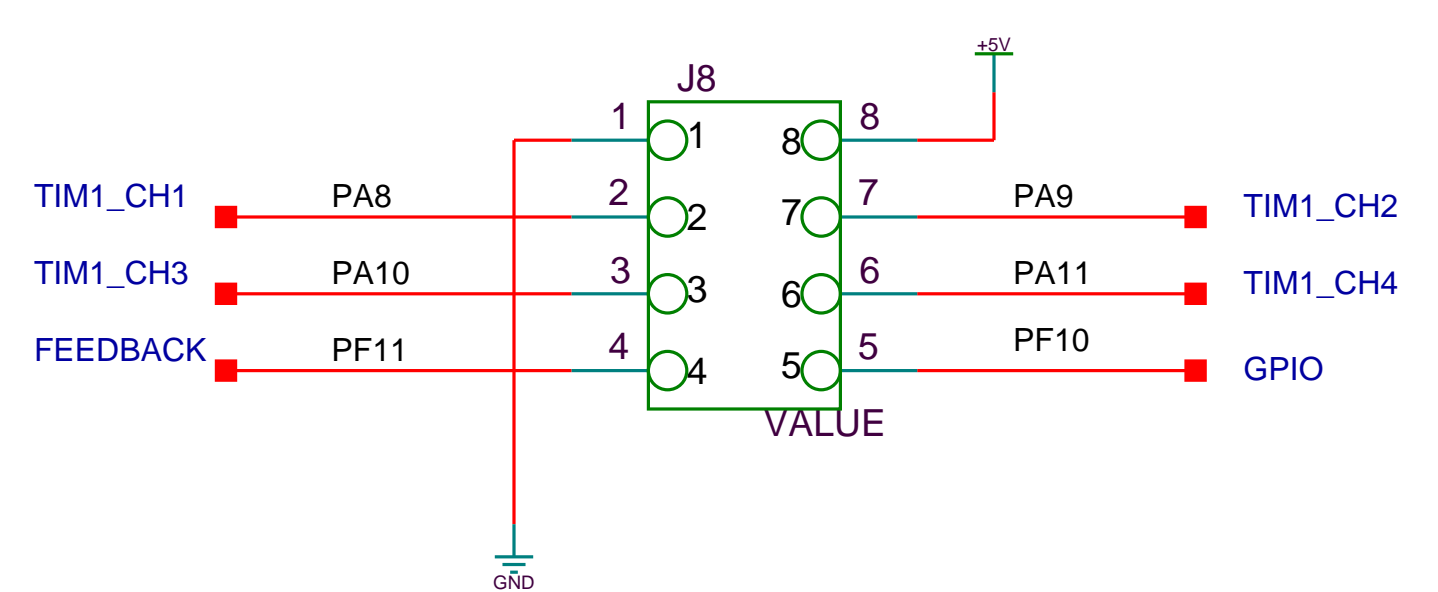 +5V
J8
1 8
1 8
TIM1_CH1 PA8 2 7 PA9 TIM1_CH2
2 7
TIM1_CH3 PA10 3 6 PA11 TIM1_CH4
3 6
FEEDBACK PF11 4 5 PF10 GPIO
4 5
VALUE
GND